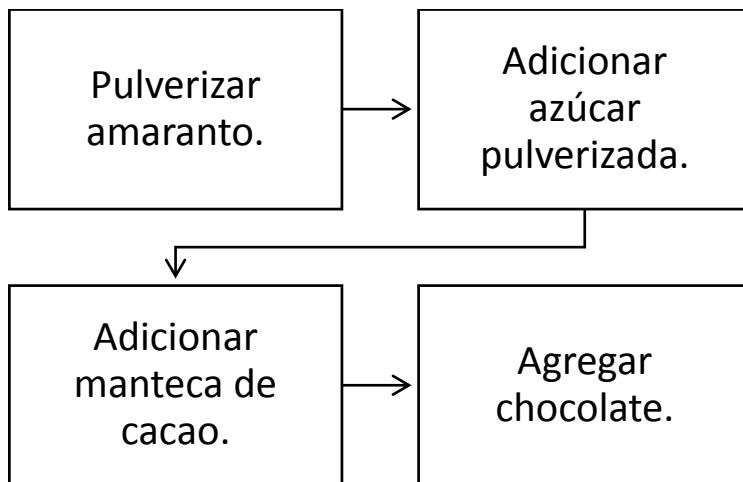 Pulverizar
amaranto.
Adicionar
azúcar
pulverizada.
Adicionar
manteca de
cacao.
Agregar
chocolate.